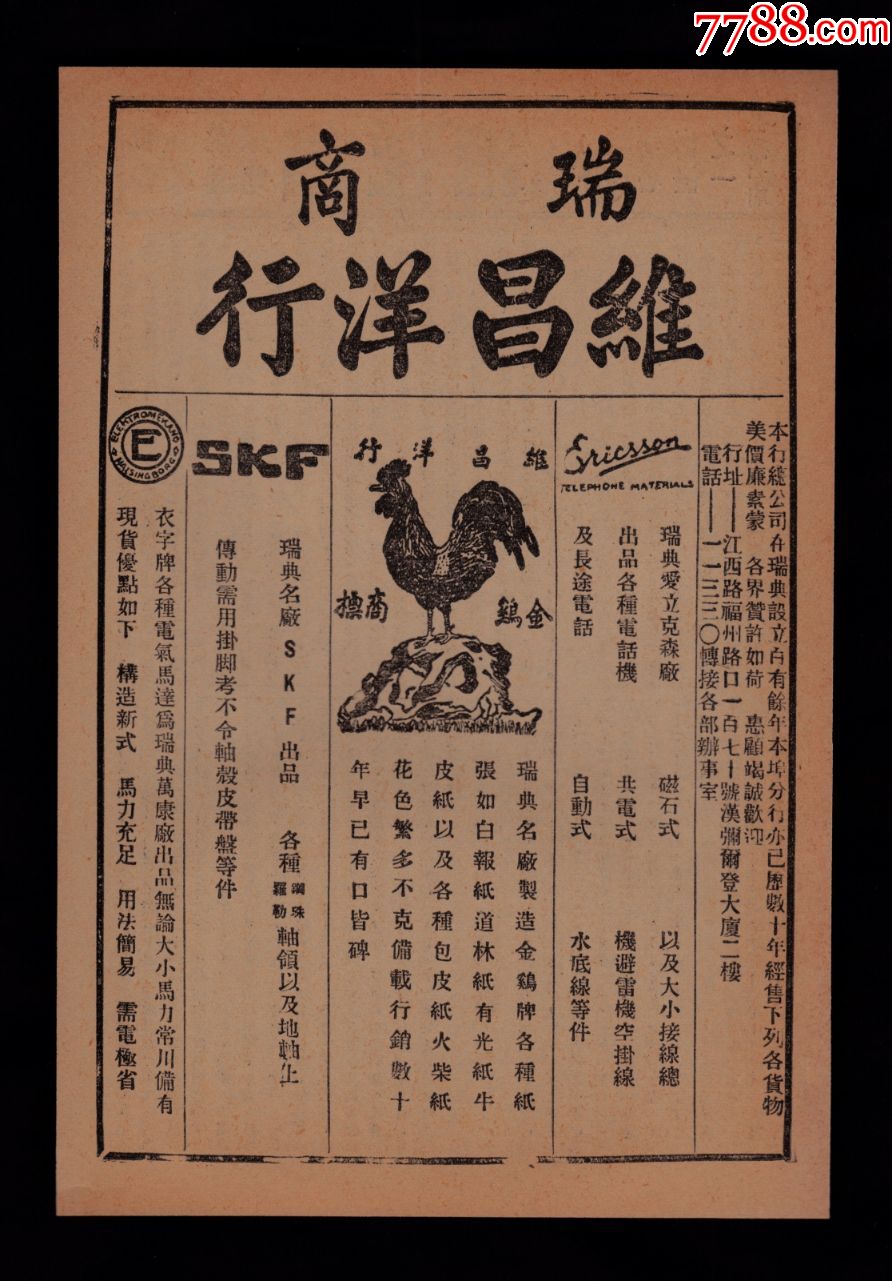 7788.com
瑞商
維昌洋行
本行總公司在瑞典設立百有餘年本埠分行亦已歷數十年經售下列各貨物
美價廉素蒙 各界贊許如荷 惠顧竭誠歡迎
行址——江西路福州路口一百七十號漢彌爾登大廈二樓
電話——一一三三〇轉接各部辦事室
Ericsson
TELEPHONE MATERIALS
瑞典愛立克森廠 磁石式 以及大小接線總
出品各種電話機 共電式 機避雷機空掛線
及長途電話 自動式 水底線等件
維昌洋行
金鷄商標
瑞典名廠製造金鷄牌各種紙
張如白報紙道林紙有光紙牛
皮紙以及各種包皮紙火柴紙
花色繁多不克備載行銷數十
年早已有口皆碑
SKF
瑞典名廠SKF出品 各種鋼珠羅勒軸領以及地軸上
傳動需用掛脚考不令軸殼皮帶盤等件
ELEKTROMEKANO
E
HÄLSINGBORG
衣字牌各種電氣馬達爲瑞典萬康廠出品無論大小馬力常川備有
現貨優點如下 構造新式 馬力充足 用法簡易 需電極省